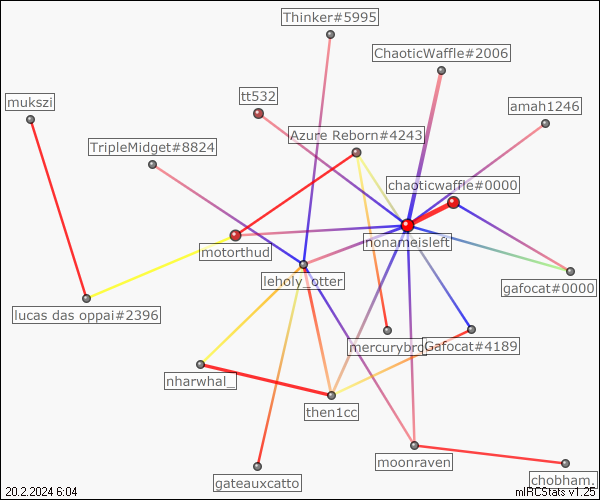 Thinker#5995
ChaoticWaffle#2006
mukszi
tt532
amah1246
Azure Reborn#4243
TripleMidget#8824
chaoticwaffle#0000
nonameisleft
motorthud
leholy_otter
gafocat#0000
lucas das oppai#2396
mercurybro
Gafocat#4189
nharwhal_
then1cc
moonraven
gateauxcatto
chobham.
20.2.2024 6:04
mIRCStats v1.25